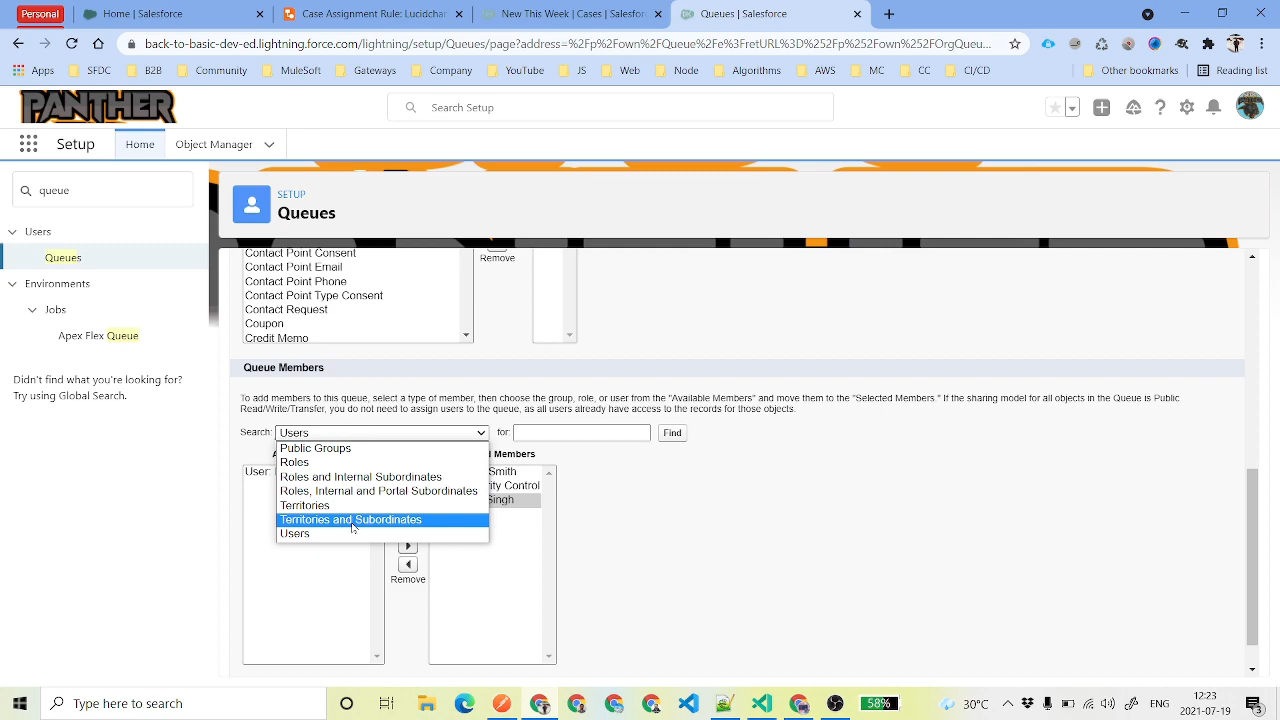 Personal
Home | Salesforce
Case Assignment Rule: Lucidchar
New This Week | Cases | Salesfor
Queues | Salesforce
back-macaw-dev-ed.lightning.force.com/lightning/setup/Queues/page?address=%2Fp%2Fown%2FQueue%2Fe%3FretURL%3D%252Fp%252Fown%252FOrgQueu...
Apps
SFDC
B2B
Community
MuleSoft
Gateways
Company
YouTube
JS
Web
Node
Algorithms
AWS
MC
CC
CI/CD
Other bookmarks
Reading list
PANTHER
Search Setup
Setup
Home
Object Manager
queue
Users
Queues
Environments
Jobs
Apex Flex Queue
Didn't find what you're looking for?
Try using Global Search.
SETUP
Queues
Contact Point Consent
Contact Point Email
Contact Point Phone
Contact Point Type Consent
Contact Request
Coupon
Credit Memo
Remove
Queue Members
To add members to this queue, select a type of member, then choose the group, role, or user from the "Available Members" and move them to the "Selected Members." If the sharing model for all objects in the Queue is Public
Read/Write/Transfer, you do not need to assign users to the queue, as all users already have access to the records for those objects.
Search: Users for: Find
Public Groups
Roles
Roles and Internal Subordinates
Roles, Internal and Portal Subordinates
Territories
Territories and Subordinates
Users
A
d Members
User:
Smith
ity Control
Singh
Remove
Type here to search
58%
30°C
ENG
12:23
2021-07-19